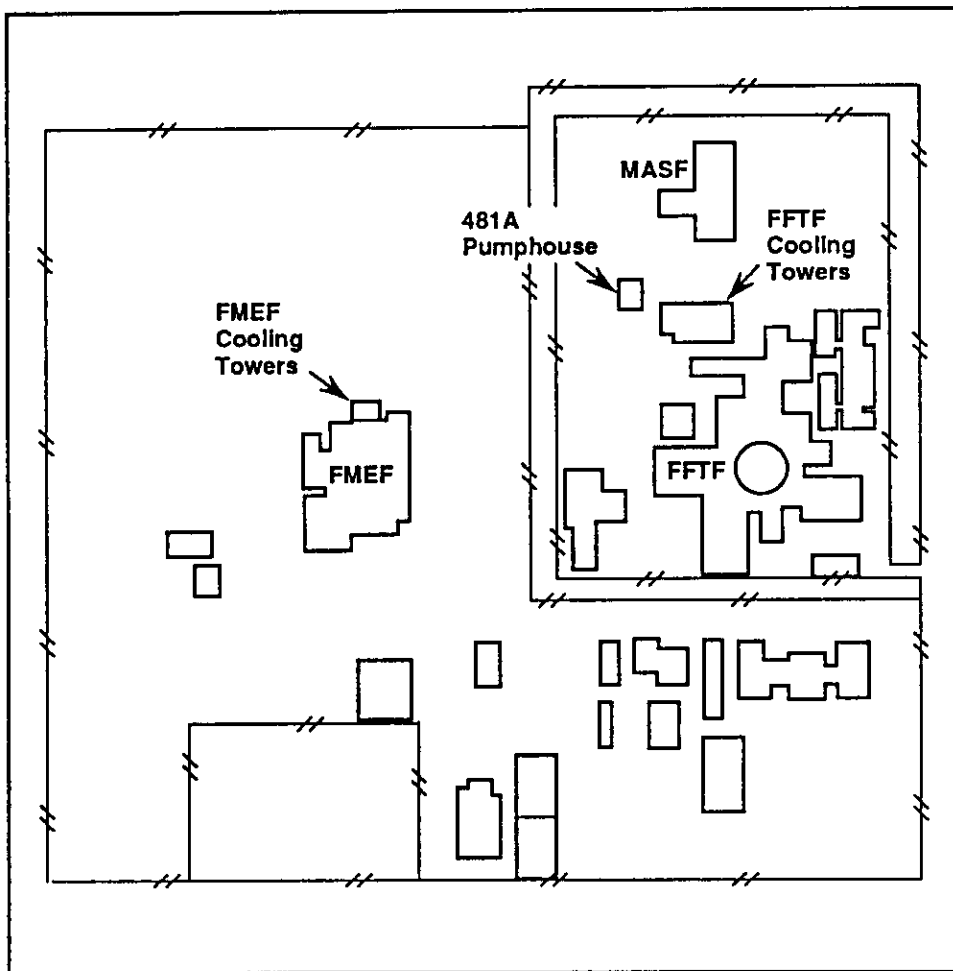 MASF
481A
Pumphouse
FFTF
Cooling
Towers
FMEF
Cooling
Towers
FMEF
FFTF